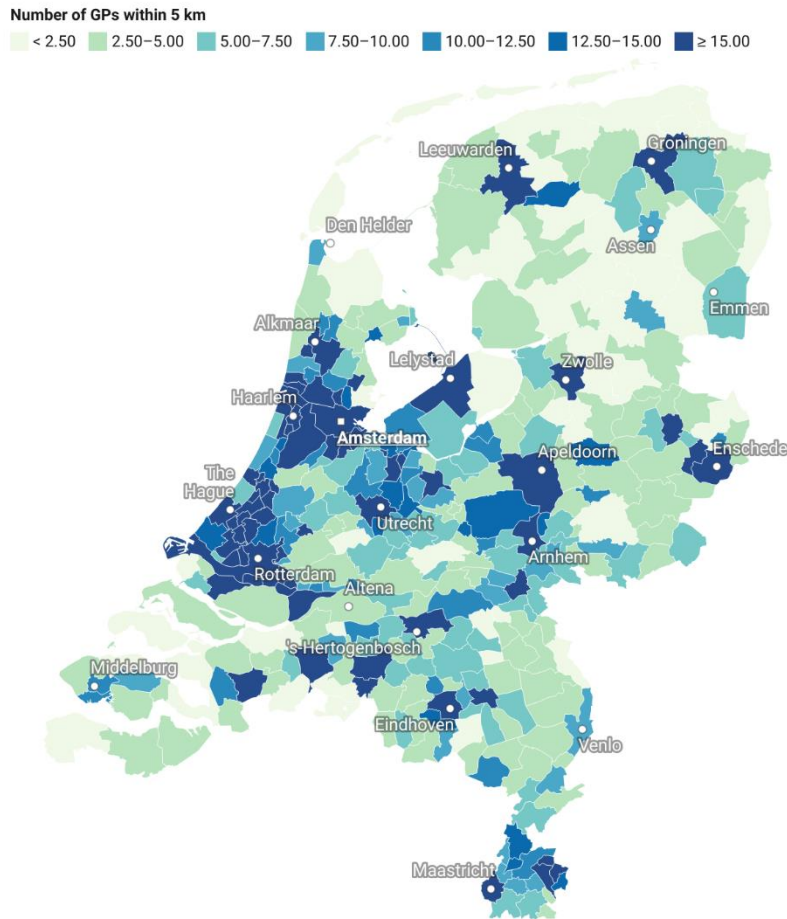 Number of GPs within 5 km
< 2.50 2.50–5.00 5.00–7.50 7.50–10.00 10.00–12.50 12.50–15.00 ≥ 15.00
Leeuwarden
Groningen
Den Helder
Assen
Emmen
Alkmaar
Lelystad
Zwolle
Haarlem
Amsterdam
Apeldoorn
Enschede
The
Hague
Utrecht
Arnhem
Rotterdam
Altena
's-Hertogenbosch
Middelburg
Eindhoven
Venlo
Maastricht